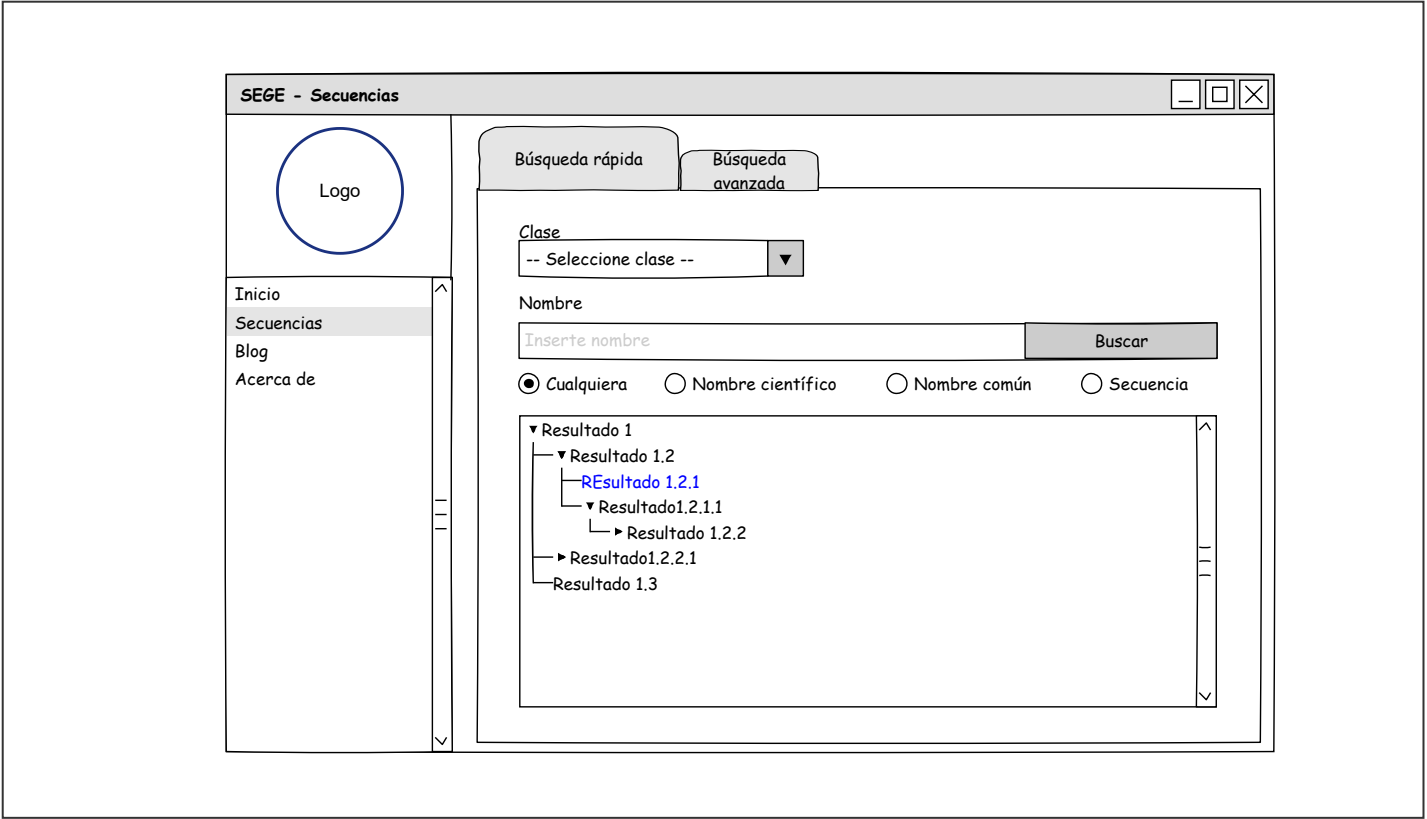 SEGE - Secuencias
Logo
Inicio
Secuencias
Blog
Acerca de
Búsqueda rápida
Búsqueda
avanzada
Clase
-- Seleccione clase --
Nombre
Inserte nombre
Buscar
Cualquiera
Nombre científico
Nombre común
Secuencia
Resultado 1
Resultado 1.2
REsultado 1.2.1
Resultado1.2.1.1
Resultado 1.2.2
Resultado1.2.2.1
Resultado 1.3